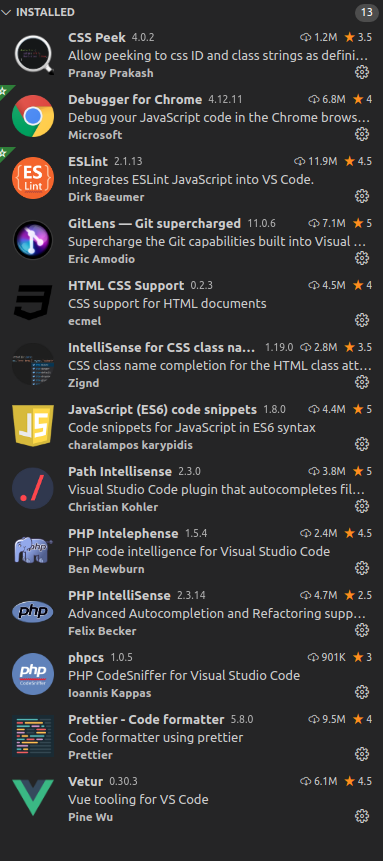 INSTALLED 13
CSS Peek 4.0.2 1.2M 3.5
Allow peeking to css ID and class strings as defini...
Pranay Prakash
Debugger for Chrome 4.12.11 6.8M 4
Debug your JavaScript code in the Chrome brows...
Microsoft
ES
Lint
ESLint 2.1.13 11.9M 4.5
Integrates ESLint JavaScript into VS Code.
Dirk Baeumer
GitLens — Git supercharged 11.0.6 7.1M 5
Supercharge the Git capabilities built into Visual ...
Eric Amodio
HTML CSS Support 0.2.3 4.5M 4
CSS support for HTML documents
ecmel
IntelliSense for CSS class na... 1.19.0 2.8M 3.5
CSS class name completion for the HTML class att...
Zignd
JS
JavaScript (ES6) code snippets 1.8.0 4.4M 5
Code snippets for JavaScript in ES6 syntax
charalampos karypidis
./
Path Intellisense 2.3.0 3.8M 5
Visual Studio Code plugin that autocompletes fil...
Christian Kohler
php
PHP Intelephense 1.5.4 2.4M 4.5
PHP code intelligence for Visual Studio Code
Ben Mewburn
php
PHP IntelliSense 2.3.14 4.7M 2.5
Advanced Autocompletion and Refactoring supp...
Felix Becker
php
CodeSniffer
phpcs 1.0.5 901K 3
PHP CodeSniffer for Visual Studio Code
Ioannis Kappas
Prettier - Code formatter 5.8.0 9.5M 4
Code formatter using prettier
Prettier
Vetur 0.30.3 6.1M 4.5
Vue tooling for VS Code
Pine Wu